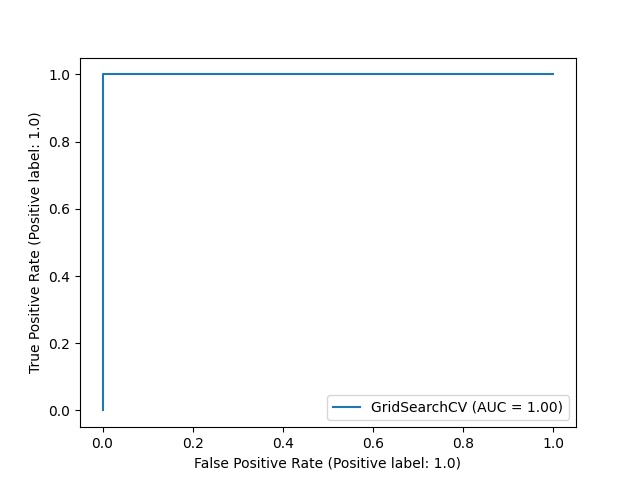 1.0
0.8
0.6
0.4
0.2
0.0
True Positive Rate (Positive label: 1.0)
GridSearchCV (AUC = 1.00)
0.0 0.2 0.4 0.6 0.8 1.0
False Positive Rate (Positive label: 1.0)